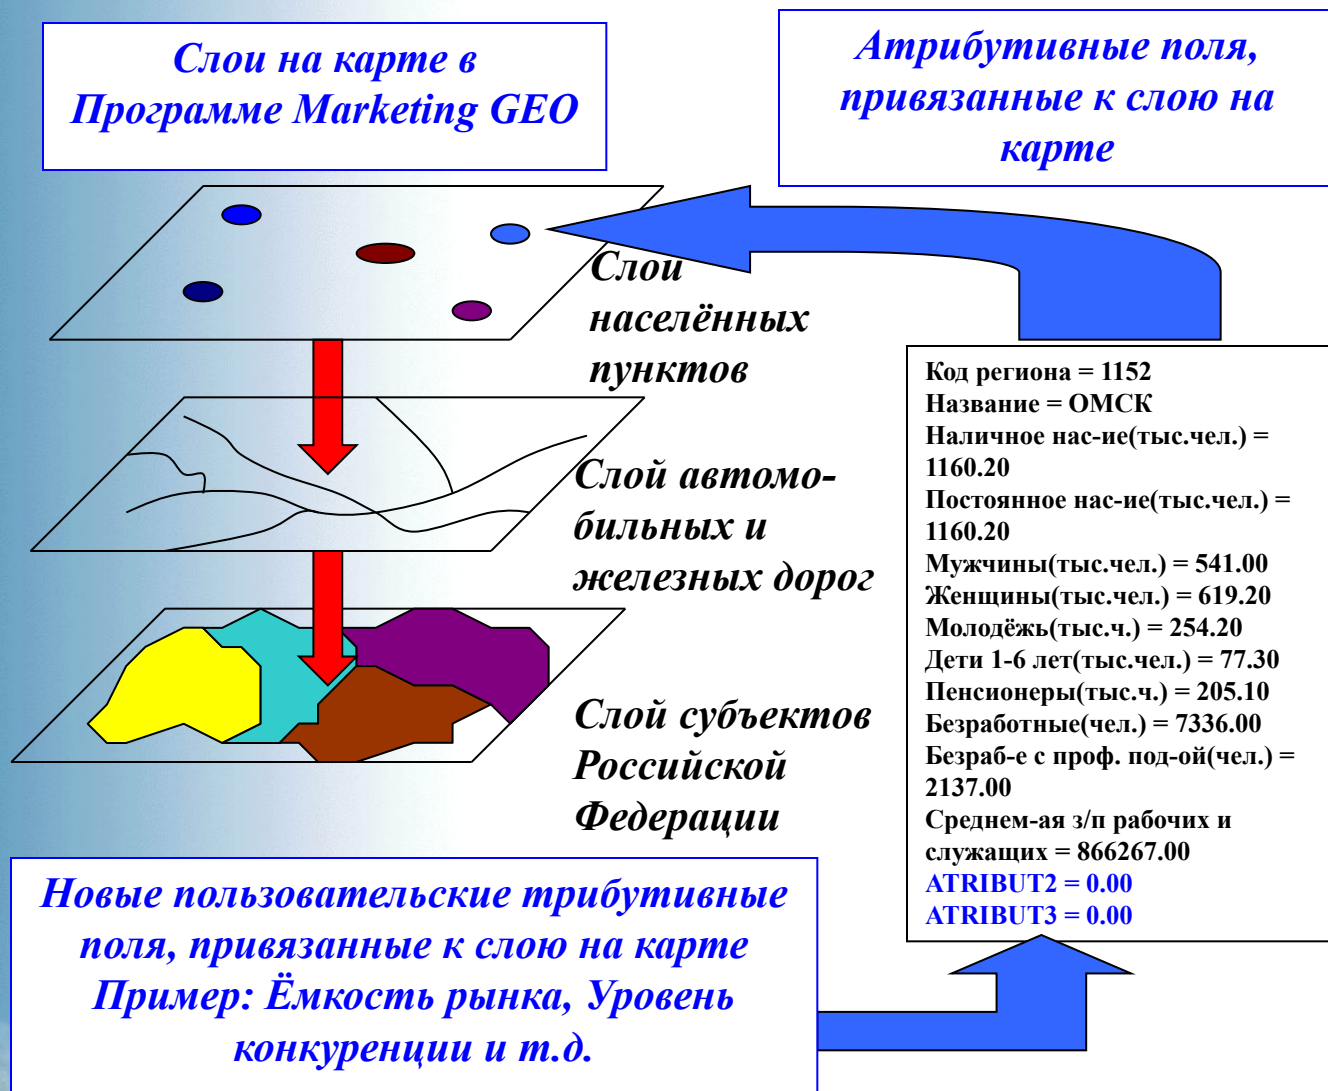 Слои на карте в
Программе Marketing GEO
Атрибутивные поля,
привязанные к слою на
карте
Слои
населённых
пунктов
Слой автомо-
бильных и
железных дорог
Слой субъектов
Российской
Федерации
Код региона = 1152
Название = ОМСК
Наличное нас-ие(тыс.чел.) =
1160.20
Постоянное нас-ие(тыс.чел.) =
1160.20
Мужчины(тыс.чел.) = 541.00
Женщины(тыс.чел.) = 619.20
Молодёжь(тыс.ч.) = 254.20
Дети 1-6 лет(тыс.чел.) = 77.30
Пенсионеры(тыс.ч.) = 205.10
Безработные(чел.) = 7336.00
Безраб-е с проф. под-ой(чел.) =
2137.00
Среднем-ая з/п рабочих и
служащих = 866267.00
ATRIBUT2 = 0.00
ATRIBUT3 = 0.00
Новые пользовательские трибутивные
поля, привязанные к слою на карте
Пример: Ёмкость рынка, Уровень
конкуренции и т.д.